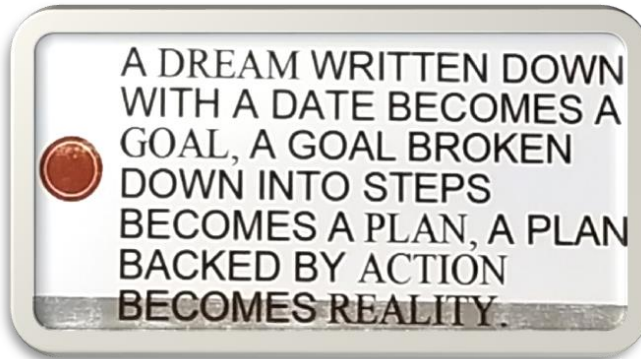 A DREAM WRITTEN DOWN
WITH A DATE BECOMES A
GOAL, A GOAL BROKEN
DOWN INTO STEPS
BECOMES A PLAN, A PLAN
BACKED BY ACTION
BECOMES REALITY.